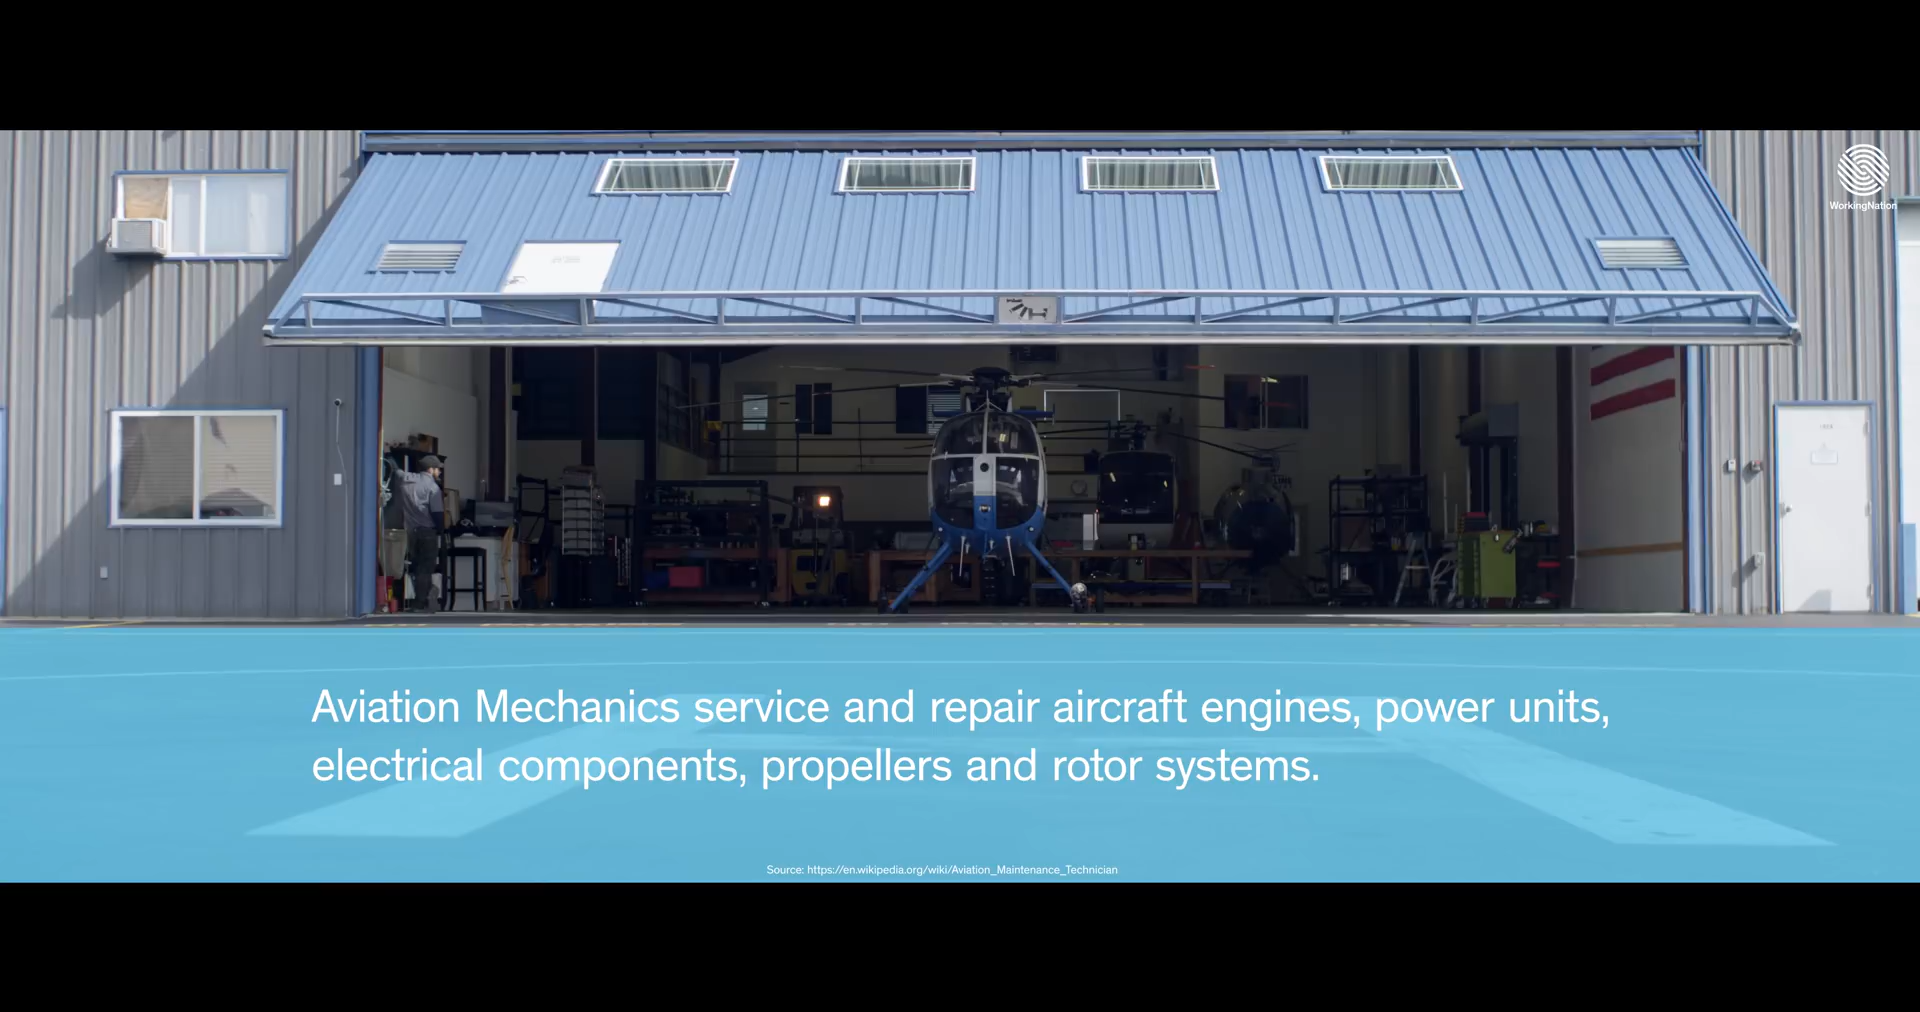 WorkingNation
Aviation Mechanics service and repair aircraft engines, power units,
electrical components, propellers and rotor systems.
Source: https://en.wikipedia.org/wiki/Aviation_Maintenance_Technician